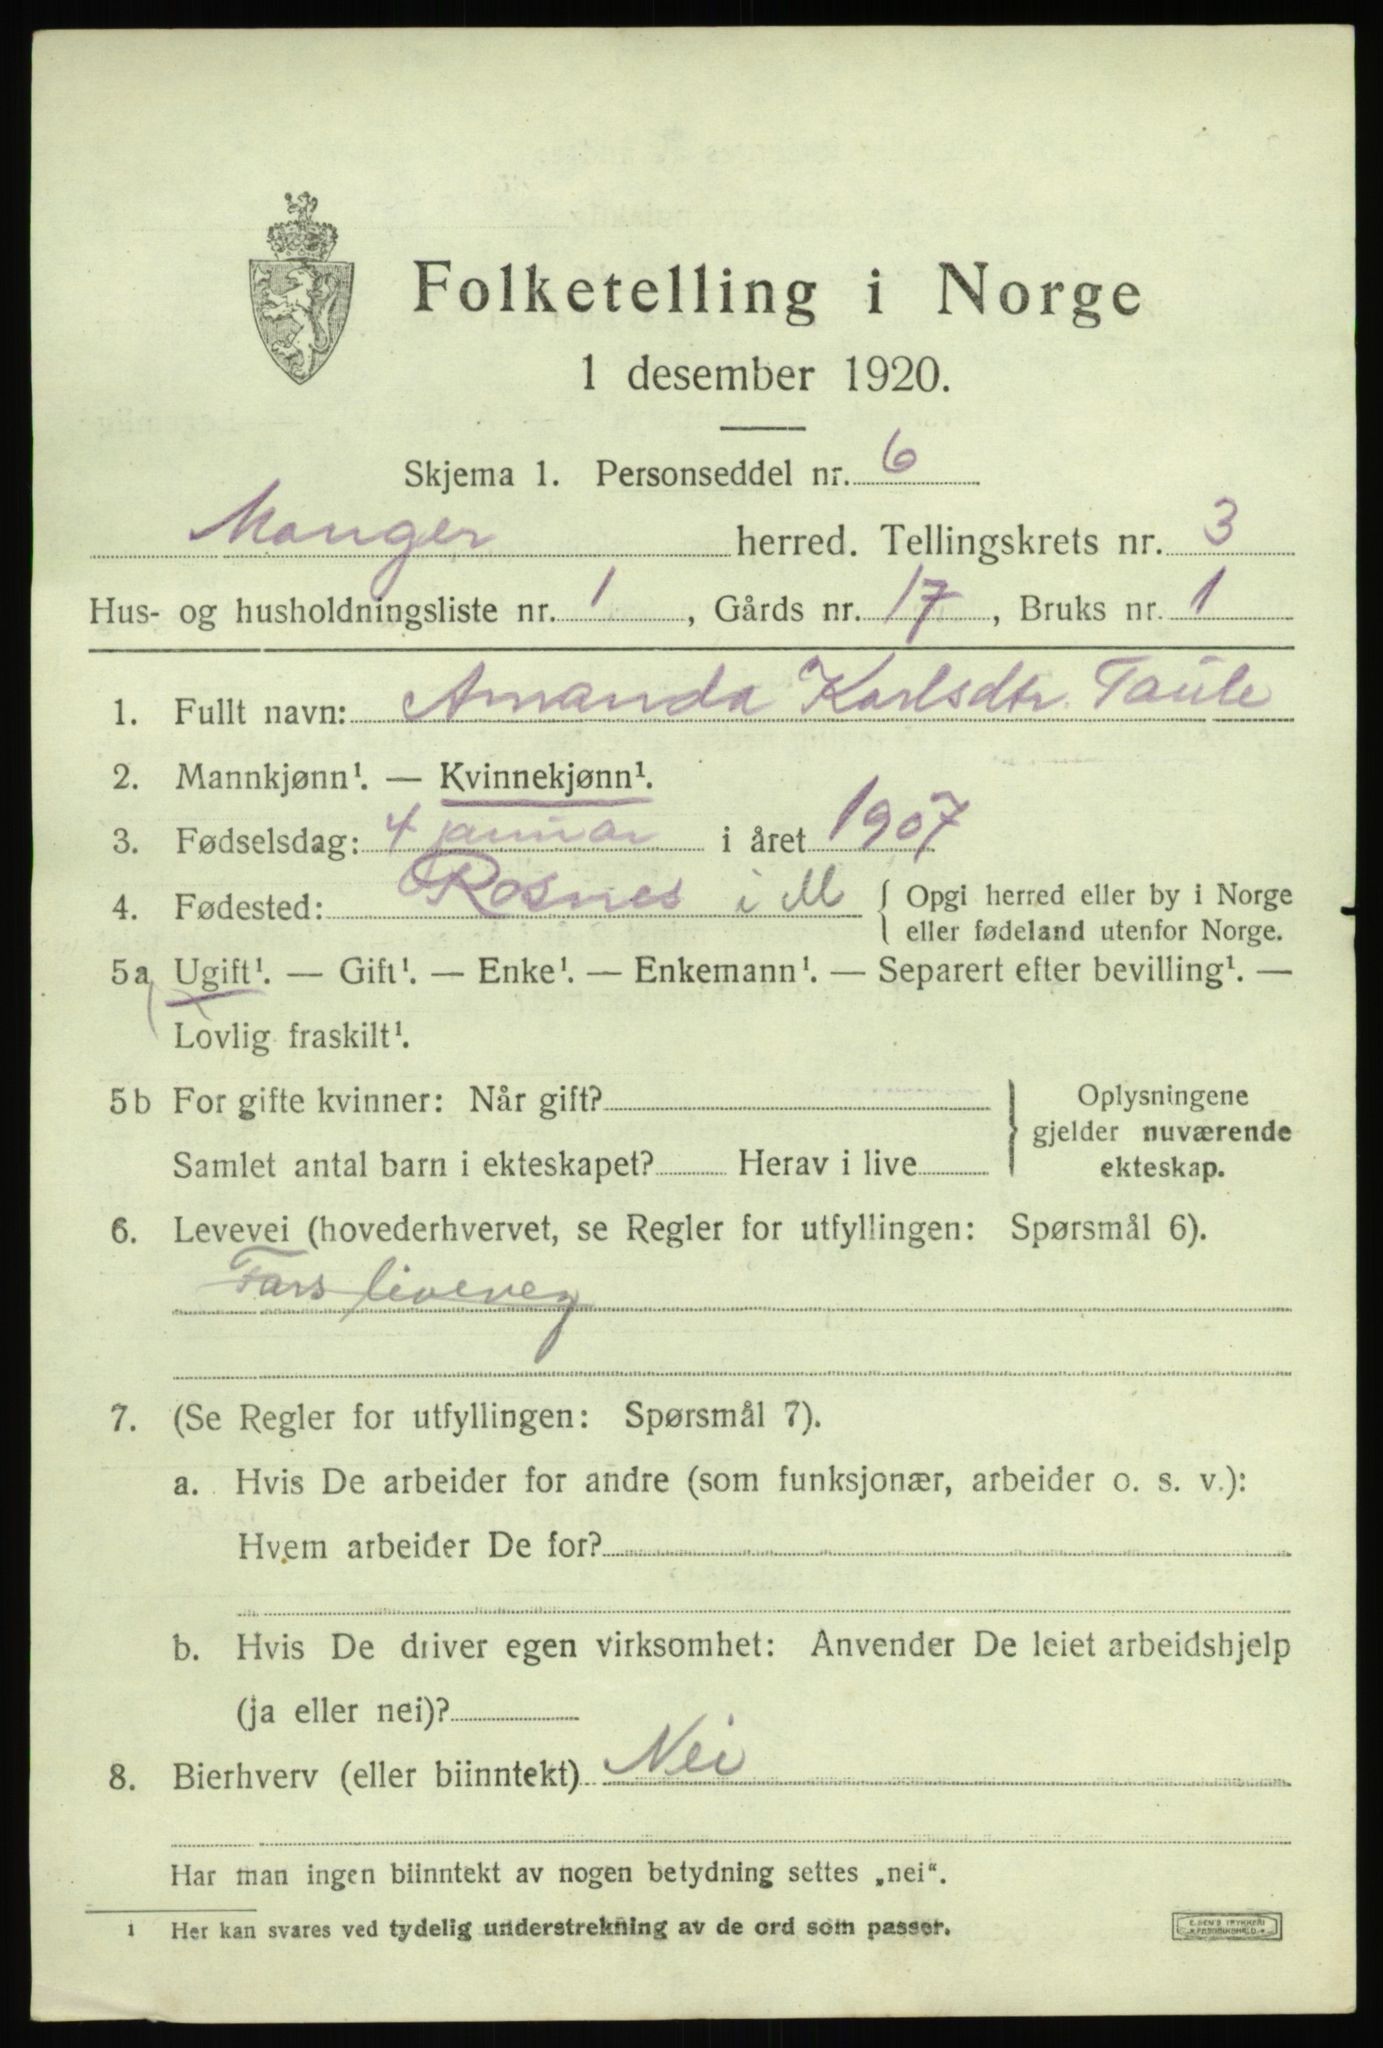 Folketelling i Norge
1 desember 1920.
Skjema 1. Personseddel nr. 6
Manger herred. Tellingskrets nr. 3
Hus- og husholdningsliste nr. 1, Gårds nr. 17, Bruks nr. 1
1. Fullt navn: Amanda Karlsdtr. Taule
2. Mannkjønn¹. — Kvinnekjønn¹.
3. Fødselsdag: 4 januar i året 1907
4. Fødested: Rosnes i M { Opgi herred eller by i Norge
eller fødeland utenfor Norge.
5a Ugift¹. — Gift¹. — Enke¹. — Enkemann¹. — Separert efter bevilling¹. —
Lovlig fraskilt¹.
5b For gifte kvinner: Når gift? } Oplysningene
gjelder nuværende
Samlet antal barn i ekteskapet? Herav i live
ekteskap.
6. Levevei (hovederhvervet, se Regler for utfyllingen: Spørsmål 6).
Fars liveveg
7. (Se Regler for utfyllingen: Spørsmål 7).
a. Hvis De arbeider for andre (som funksjonær, arbeider o. s. v.):
Hvem arbeider De for?
b. Hvis De driver egen virksomhet: Anvender De leiet arbeidshjelp
(ja eller nei)?
8. Bierhverv (eller biinntekt) Nei
Har man ingen biinntekt av nogen betydning settes „nei“.
1 Her kan svares ved tydelig understrekning av de ord som passer.